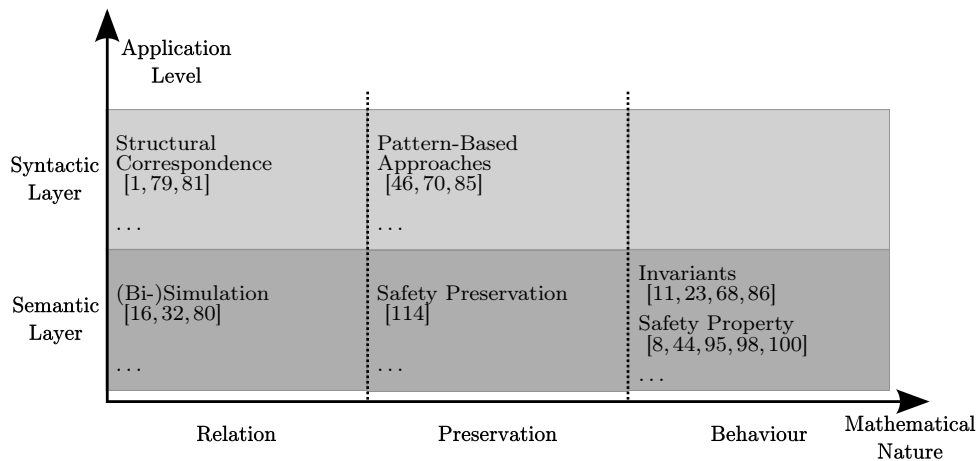 Application
Level
Syntactic
Layer
Structural
Correspondence
[1, 79, 81]
...
Pattern-Based
Approaches
[46, 70, 85]
...
Semantic
Layer
(Bi-)Simulation
[16, 32, 80]
...
Safety Preservation
[114]
...
Invariants
[11, 23, 68, 86]
Safety Property
[8, 44, 95, 98, 100]
...
Relation
Preservation
Behaviour
Mathematical
Nature